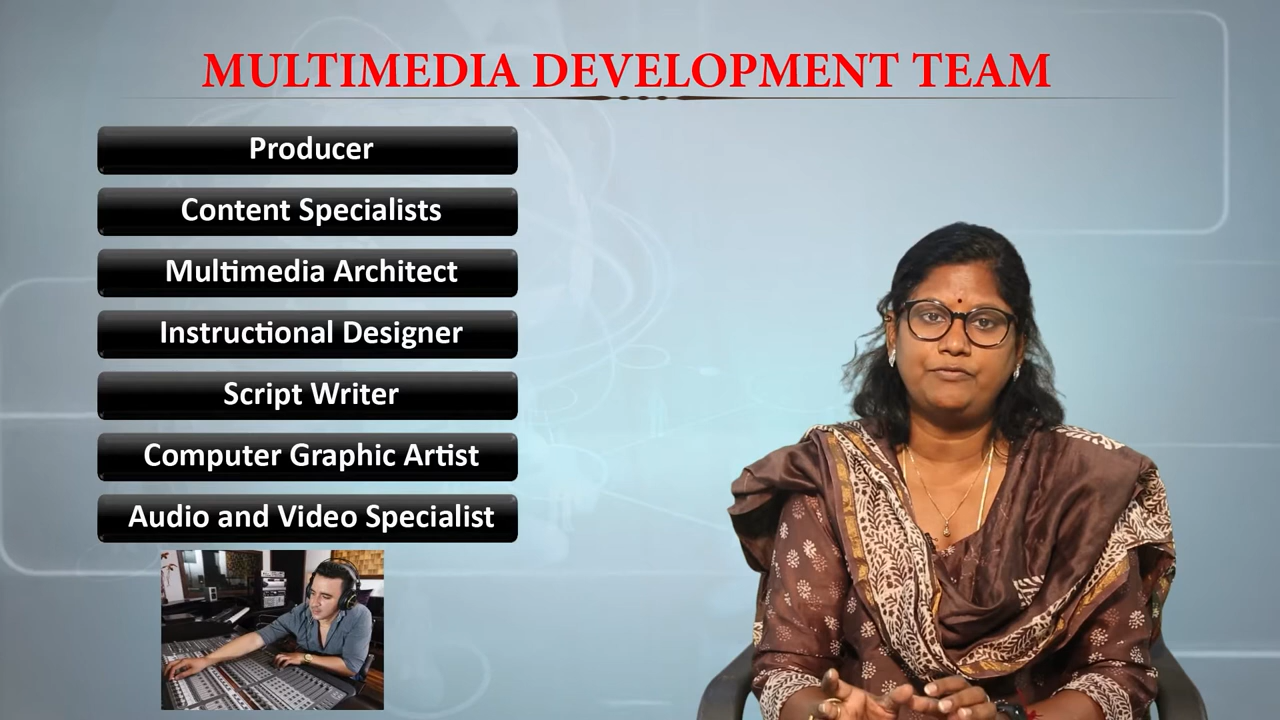 MULTIMEDIA DEVELOPMENT TEAM
Producer
Content Specialists
Multimedia Architect
Instructional Designer
Script Writer
Computer Graphic Artist
Audio and Video Specialist